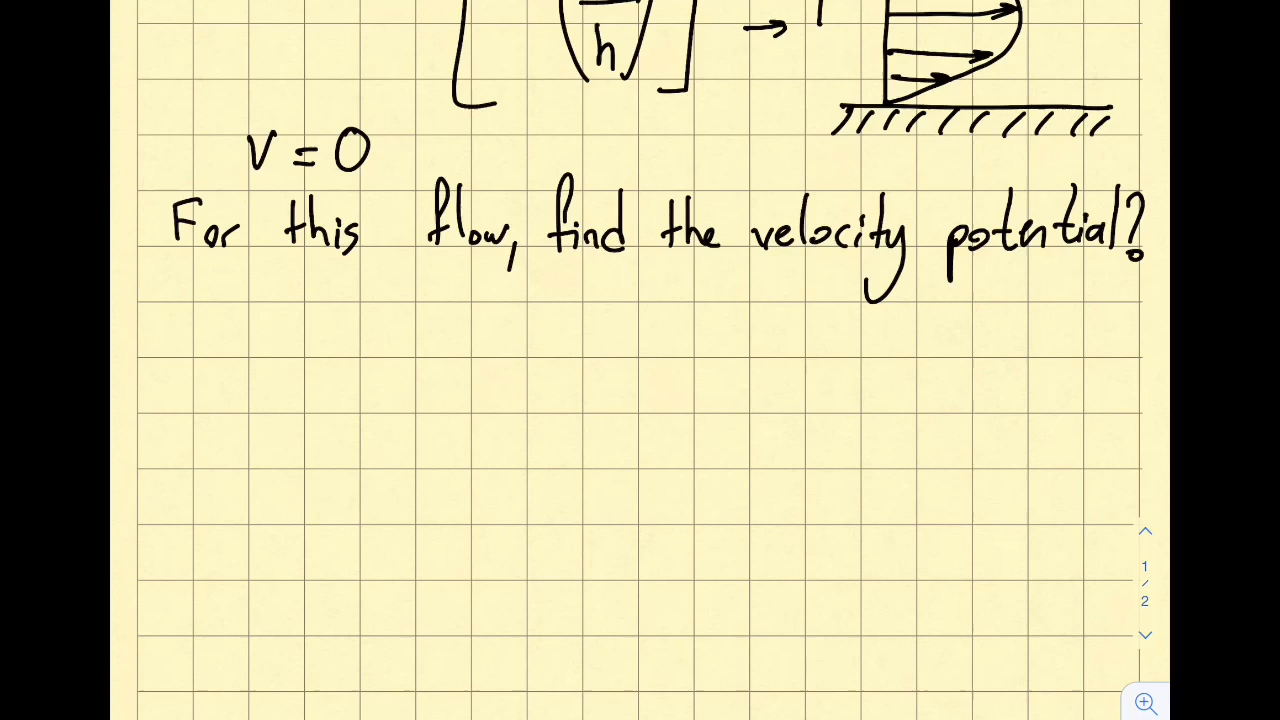 h
v = 0
For this flow, find the velocity potential?
1
/
2